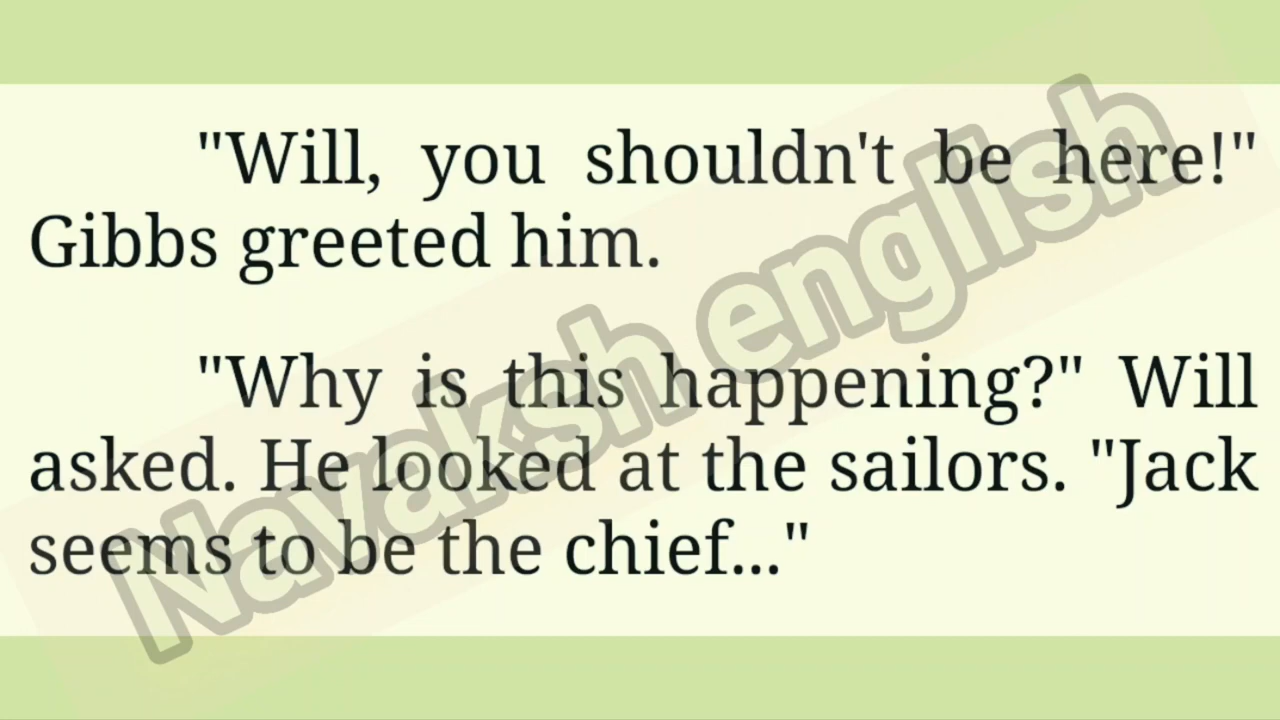 "Will, you shouldn't be here!"
Gibbs greeted him.
"Why is this happening?" Will
asked. He looked at the sailors. "Jack
seems to be the chief..."
Navaksh english